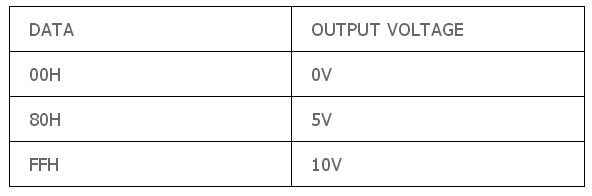 DATA OUTPUT VOLTAGE
00H 0V
80H 5V
FFH 10V